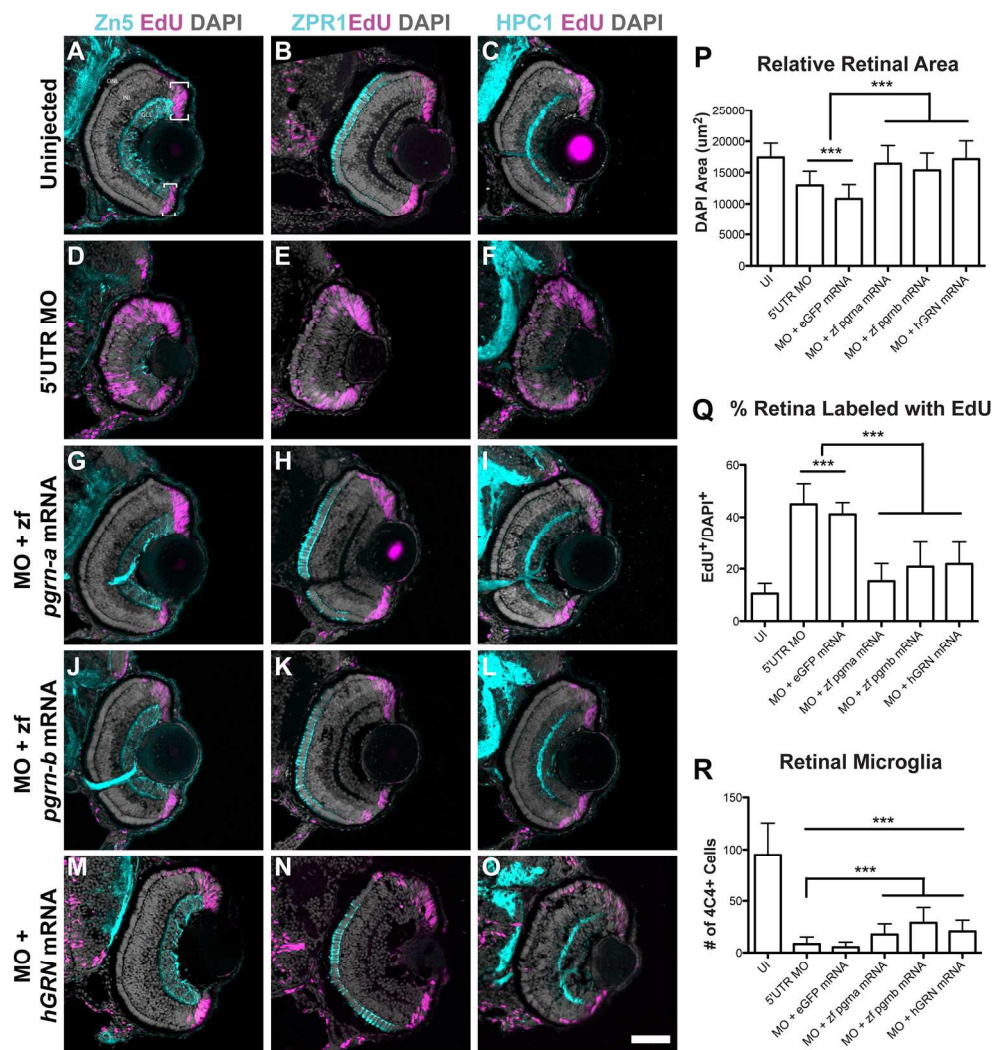 Zn5 EdU DAPI
ZPR1EdU DAPI
HPC1 EdU DAPI
Uninjected
A
ONL
INL
GCL
B
C
5'UTR MO
D
E
F
MO + zf
pgrn-a mRNA
G
H
I
MO + zf
pgrn-b mRNA
J
K
L
MO +
hGRN mRNA
M
N
O
P
Relative Retinal Area
***
***
DAPI Area (um²)
25000
20000
15000
10000
5000
0
UI
5'UTR MO
MO + eGFP mRNA
MO + zf pgrna mRNA
MO + zf pgrnb mRNA
MO + hGRN mRNA
Q
% Retina Labeled with EdU
***
***
EdU⁺/DAPI⁺
60
40
20
0
UI
5'UTR MO
MO + eGFP mRNA
MO + zf pgrna mRNA
MO + zf pgrnb mRNA
MO + hGRN mRNA
R
Retinal Microglia
***
***
# of 4C4+ Cells
150
100
50
0
UI
5'UTR MO
MO + eGFP mRNA
MO + zf pgrna mRNA
MO + zf pgrnb mRNA
MO + hGRN mRNA